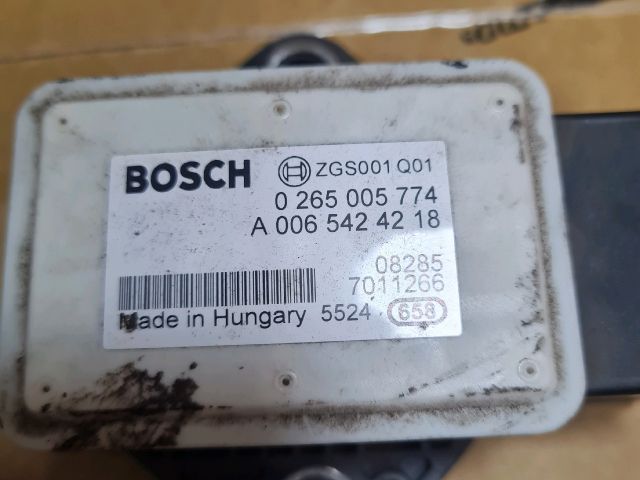 BOSCH ZGS001 Q01
0 265 005 774
A 006 542 42 18
08285
7011266
Made in Hungary 5524 658